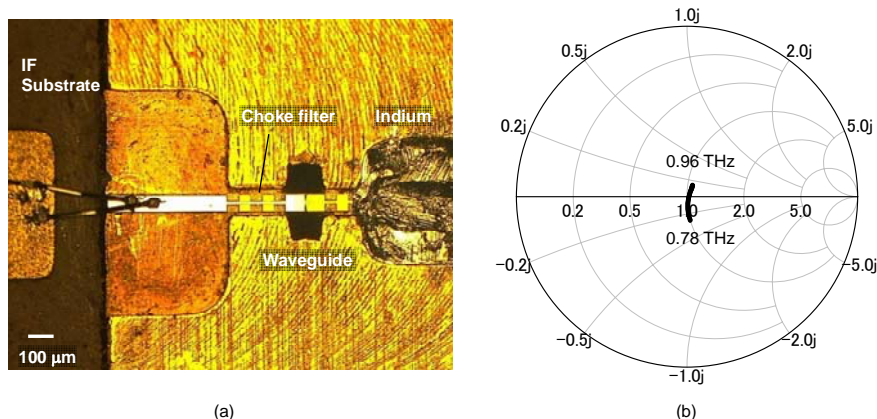 IF
Substrate
Choke filter
Indium
Waveguide
100 µm
(a)
1.0j
0.5j
2.0j
0.2j
5.0j
0.96 THz
0.2
0.5
1.0
2.0
5.0
0.78 THz
−0.2j
−5.0j
−0.5j
−2.0j
−1.0j
(b)